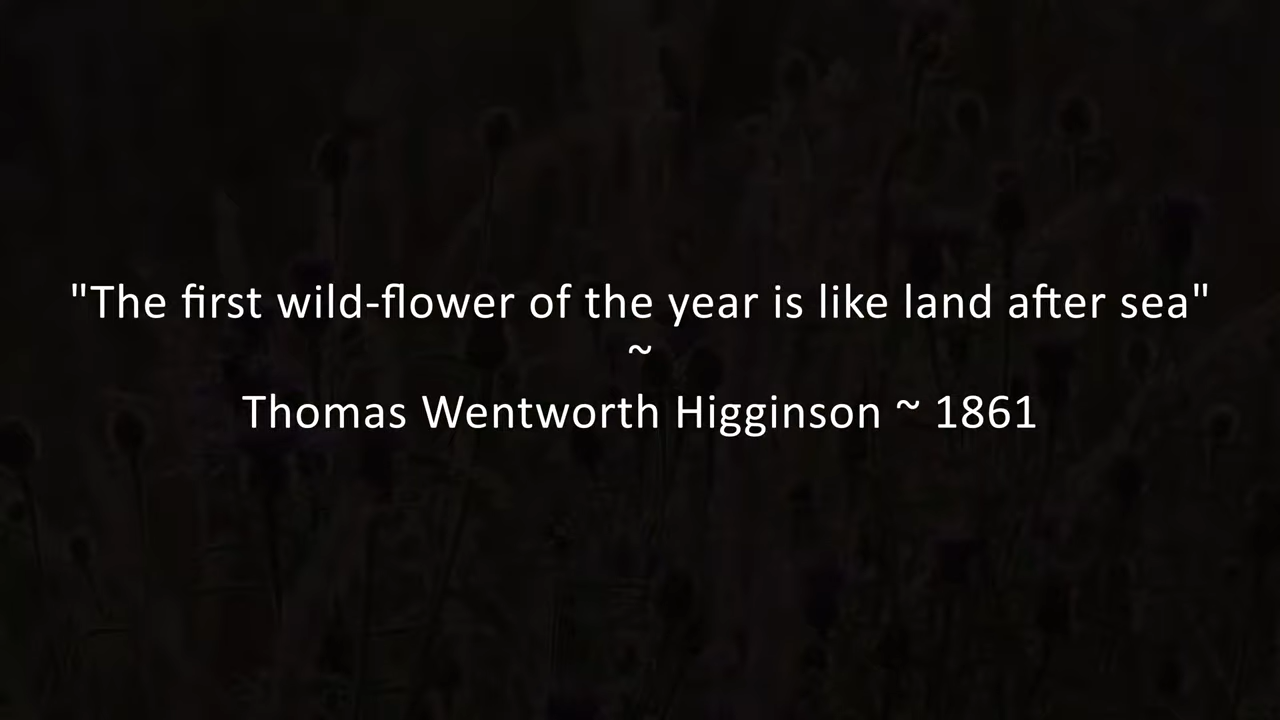 "The first wild-flower of the year is like land after sea"
~
Thomas Wentworth Higginson ~ 1861